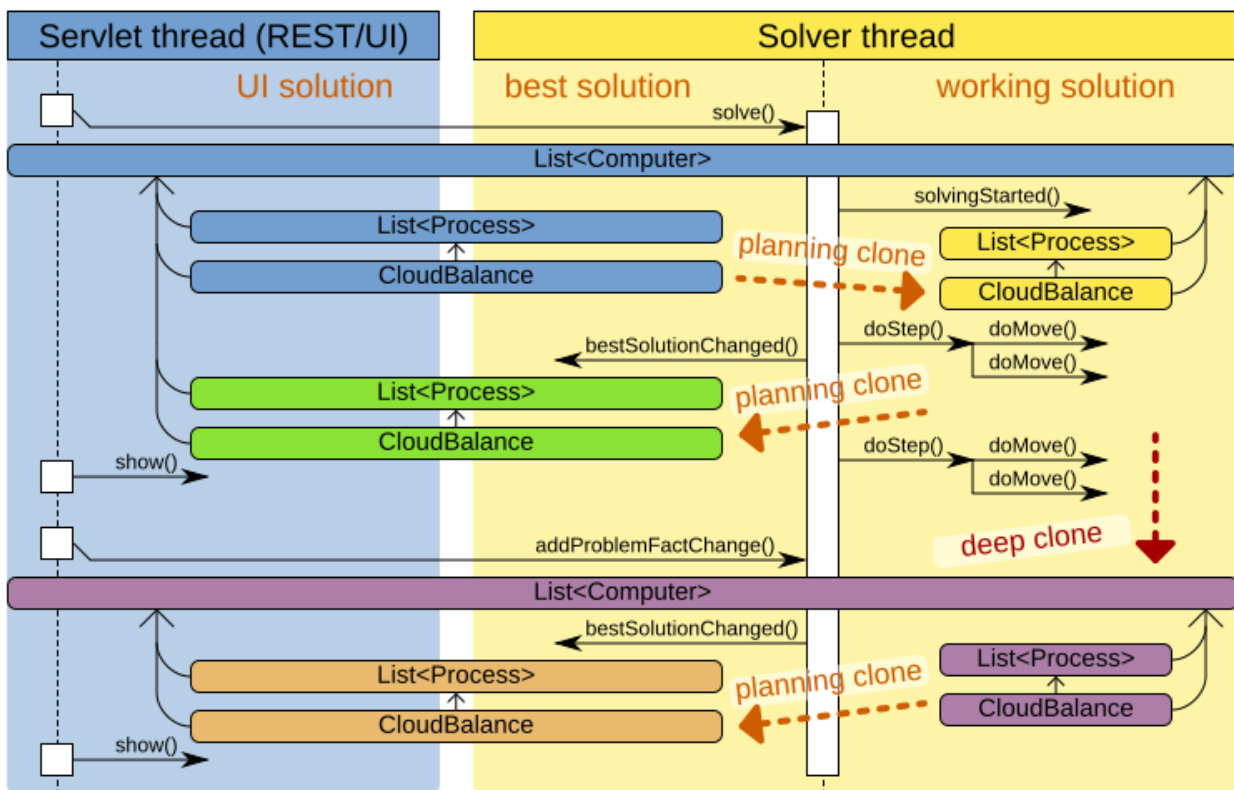 Servlet thread (REST/UI)
Solver thread
UI solution
best solution
working solution
solve()
List<Computer>
solvingStarted()
List<Process>
planning clone
List<Process>
CloudBalance
CloudBalance
doStep()
doMove()
bestSolutionChanged()
doMove()
List<Process>
planning clone
CloudBalance
doStep()
doMove()
show()
doMove()
deep clone
addProblemFactChange()
List<Computer>
bestSolutionChanged()
List<Process>
List<Process>
planning clone
CloudBalance
CloudBalance
show()